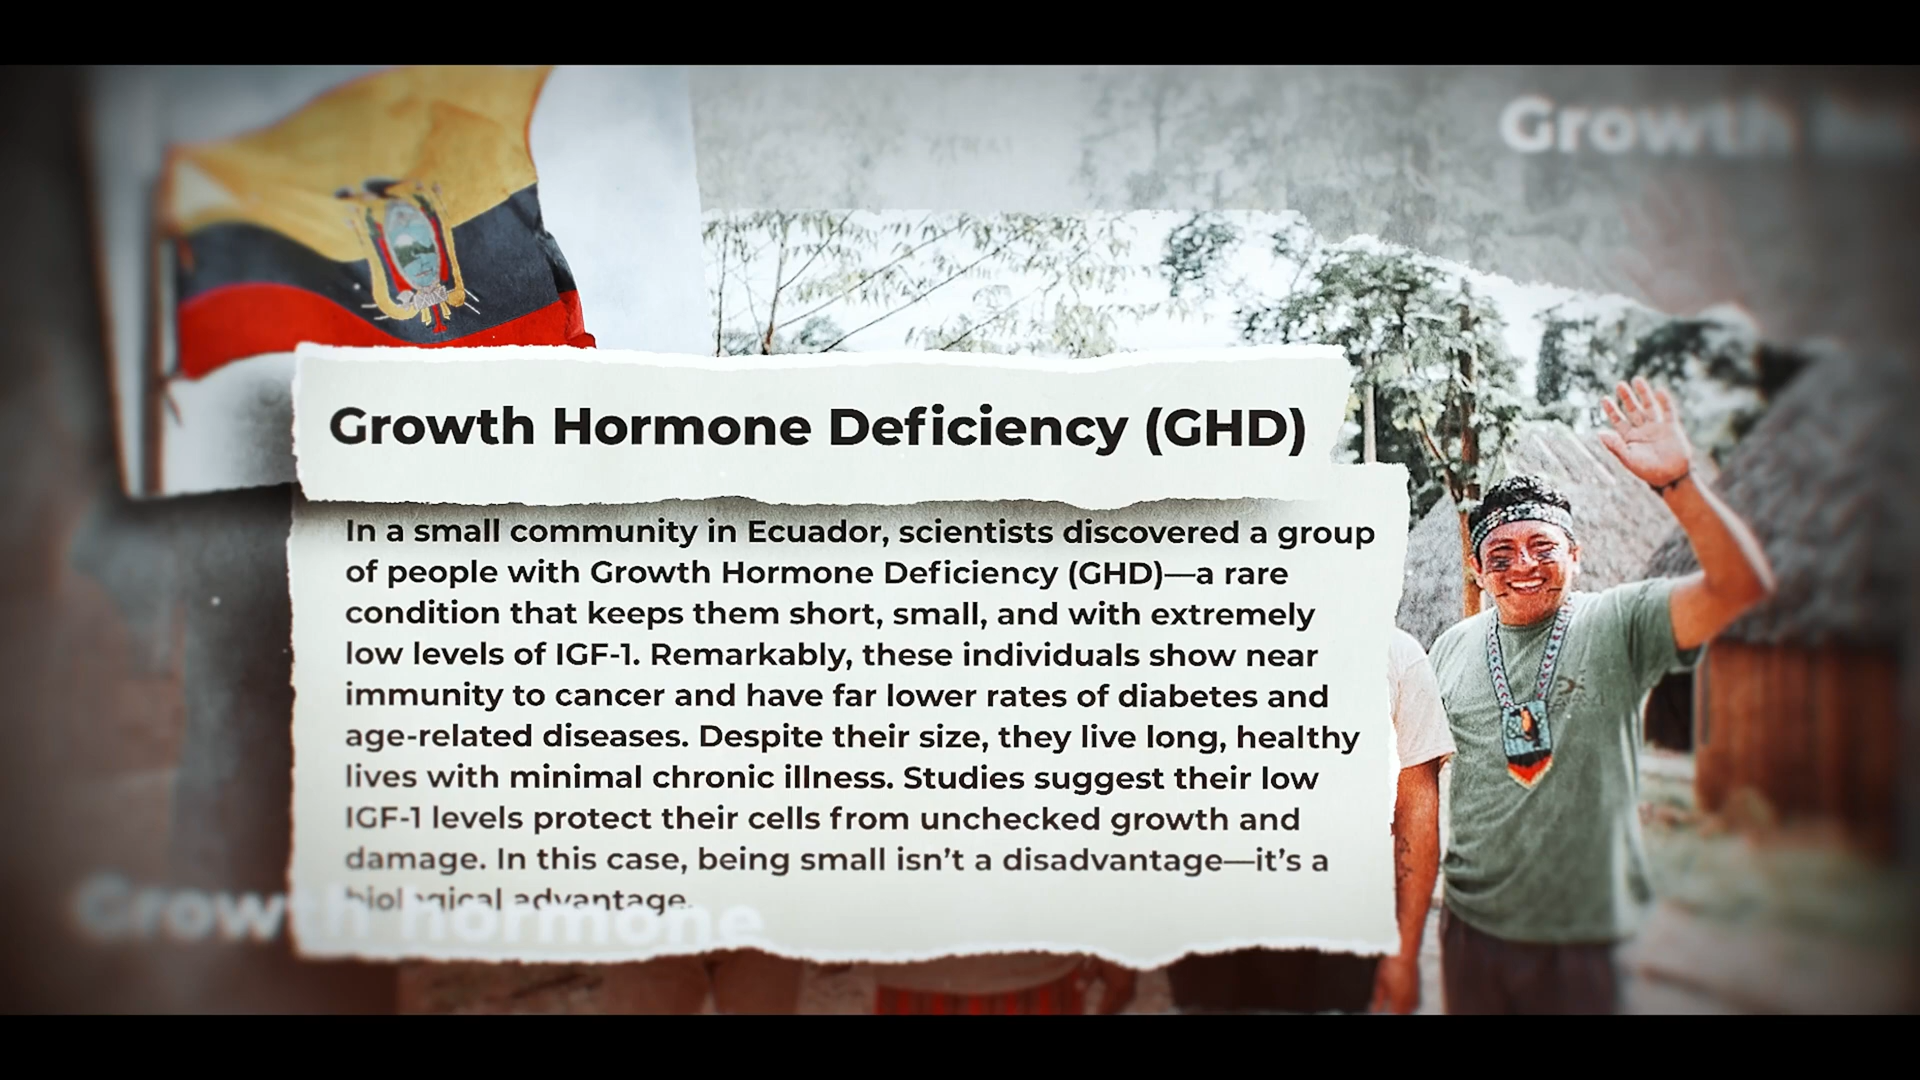 Growth
Growth Hormone Deficiency (GHD)
In a small community in Ecuador, scientists discovered a group
of people with Growth Hormone Deficiency (GHD)—a rare
condition that keeps them short, small, and with extremely
low levels of IGF-1. Remarkably, these individuals show near
immunity to cancer and have far lower rates of diabetes and
age-related diseases. Despite their size, they live long, healthy
lives with minimal chronic illness. Studies suggest their low
IGF-1 levels protect their cells from unchecked growth and
damage. In this case, being small isn’t a disadvantage—it’s a
biological advantage.
Growth hormone